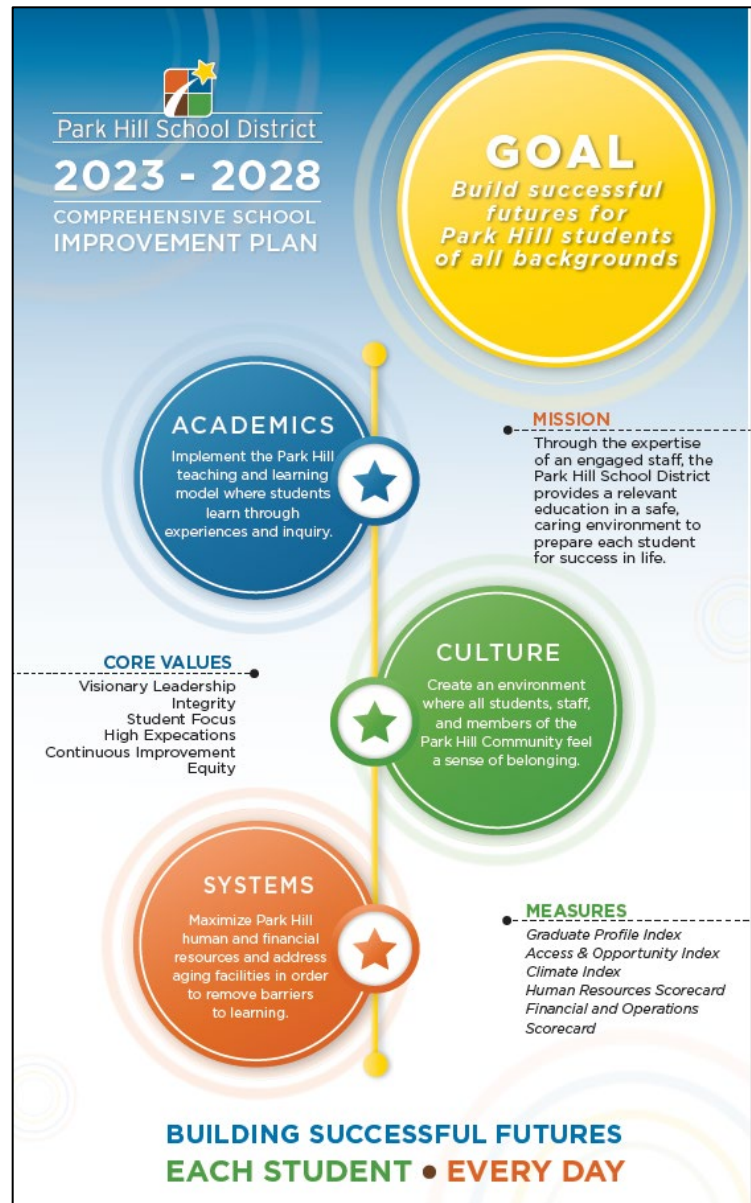 Park Hill School District
2023 - 2028
COMPREHENSIVE SCHOOL
IMPROVEMENT PLAN
GOAL
Build successful
futures for
Park Hill students
of all backgrounds
ACADEMICS
Implement the Park Hill
teaching and learning
model where students
learn through
experiences and inquiry.
MISSION
Through the expertise
of an engaged staff, the
Park Hill School District
provides a relevant
education in a safe,
caring environment to
prepare each student
for success in life.
CORE VALUES
Visionary Leadership
Integrity
Student Focus
High Expecations
Continuous Improvement
Equity
CULTURE
Create an environment
where all students, staff,
and members of the
Park Hill Community feel
a sense of belonging.
SYSTEMS
Maximize Park Hill
human and financial
resources and address
aging facilities in order
to remove barriers
to learning.
MEASURES
Graduate Profile Index
Access & Opportunity Index
Climate Index
Human Resources Scorecard
Financial and Operations
Scorecard
BUILDING SUCCESSFUL FUTURES
EACH STUDENT • EVERY DAY